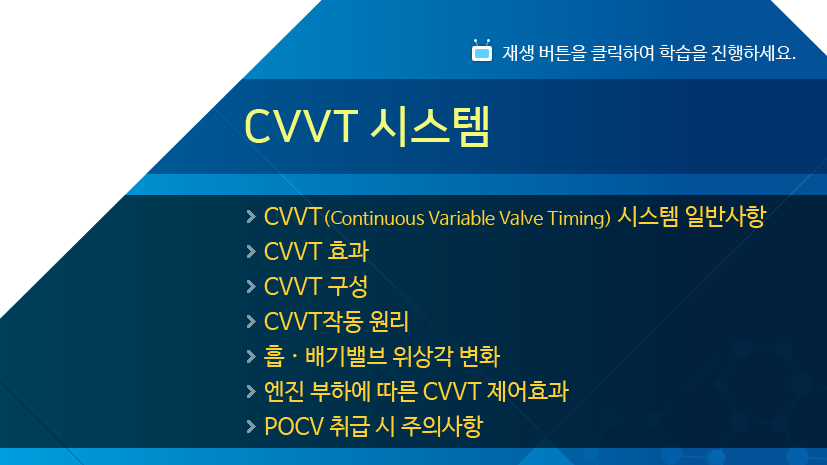 재생 버튼을 클릭하여 학습을 진행하세요.
CVVT 시스템
CVVT(Continuous Variable Valve Timing) 시스템 일반사항
CVVT 효과
CVVT 구성
CVVT작동 원리
흡 · 배기밸브 위상각 변화
엔진 부하에 따른 CVVT 제어효과
POCV 취급 시 주의사항